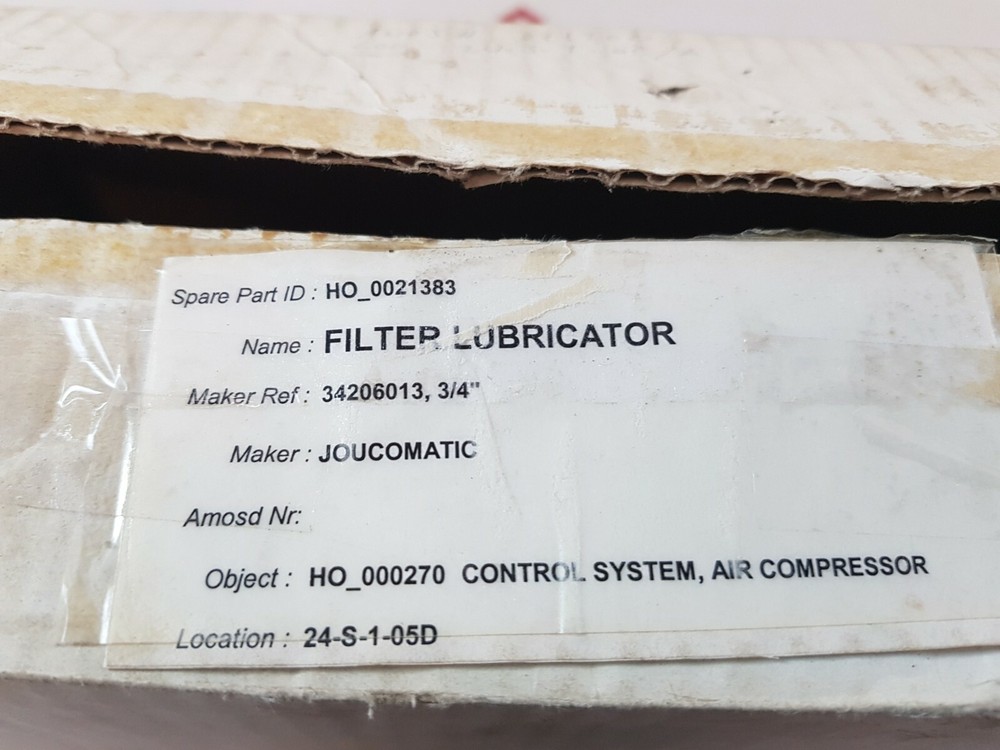 Spare Part ID : HO_0021383
Name : FILTER LUBRICATOR
Maker Ref : 34206013, 3/4"
Maker : JOUCOMATIC
Amosd Nr:
Object : HO_000270 CONTROL SYSTEM, AIR COMPRESSOR
Location : 24-S-1-05D